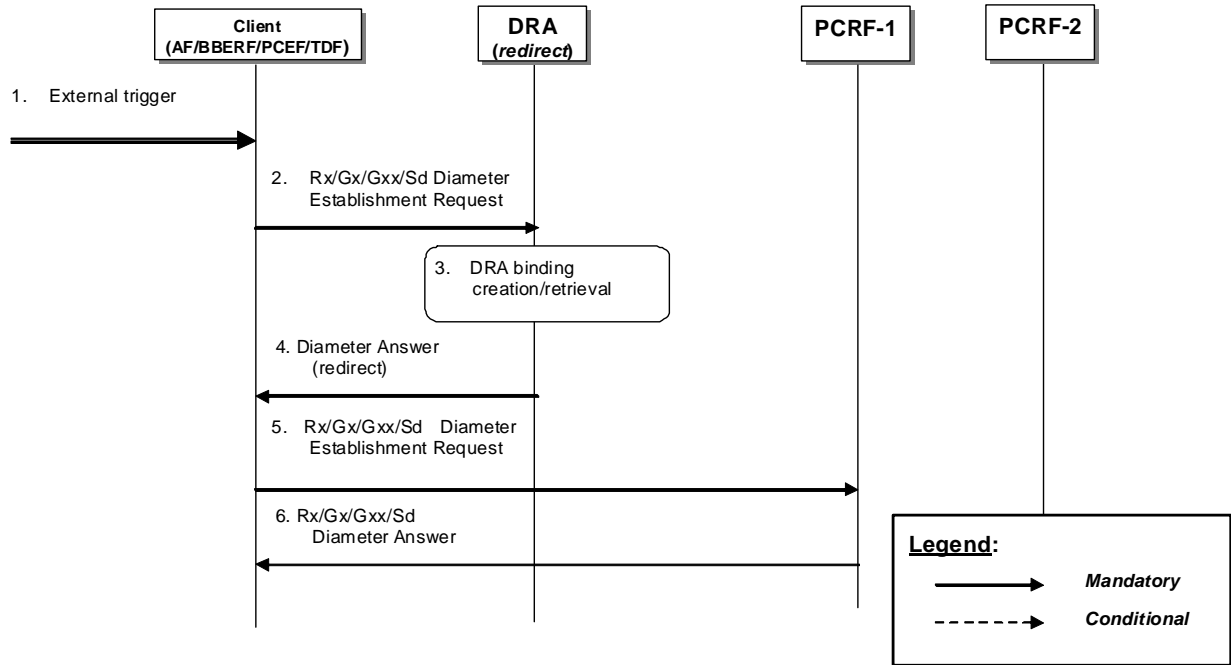 Client
(AF/BBERF/PCEF/TDF)
DRA
(redirect)
PCRF-1
PCRF-2
1. External trigger
2. Rx/Gx/Gxx/Sd Diameter
Establishment Request
3. DRA binding
creation/retrieval
4. Diameter Answer
(redirect)
5. Rx/Gx/Gxx/Sd Diameter
Establishment Request
6. Rx/Gx/Gxx/Sd
Diameter Answer
Legend:
Mandatory
Conditional